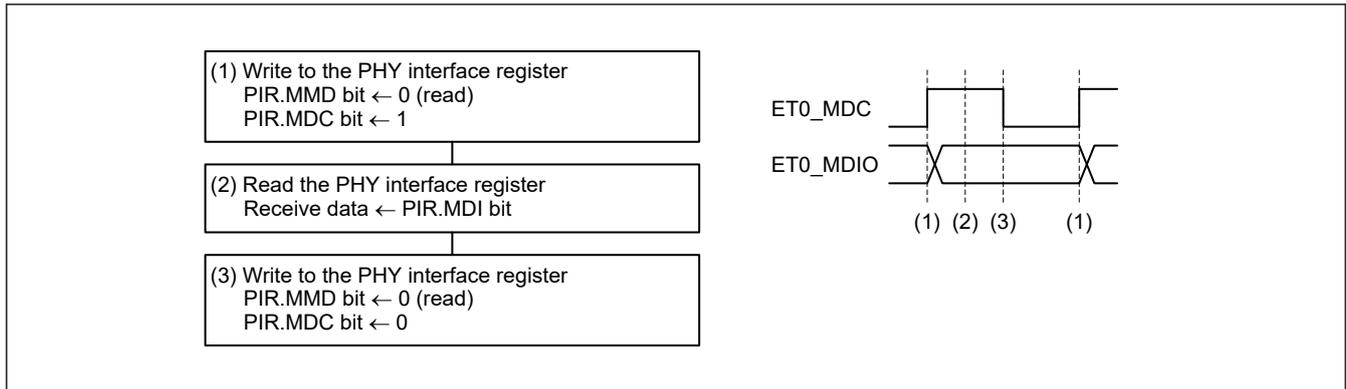 (1) Write to the PHY interface register
PIR.MMD bit ← 0 (read)
PIR.MDC bit ← 1
(2) Read the PHY interface register
Receive data ← PIR.MDI bit
(3) Write to the PHY interface register
PIR.MMD bit ← 0 (read)
PIR.MDC bit ← 0
ET0_MDC
ET0_MDIO
(1) (2) (3) (1)